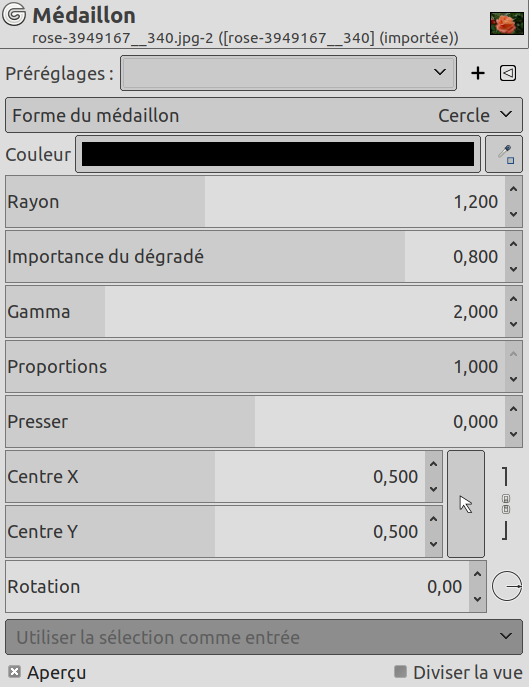 Médaillon
rose-3949167__340.jpg-2 ([rose-3949167__340] (importée))
Préréglages :
Forme du médaillon Cercle
Couleur
Rayon 1,200
Importance du dégradé 0,800
Gamma 2,000
Proportions 1,000
Presser 0,000
Centre X 0,500
Centre Y 0,500
Rotation 0,00
Utiliser la sélection comme entrée
Aperçu Diviser la vue